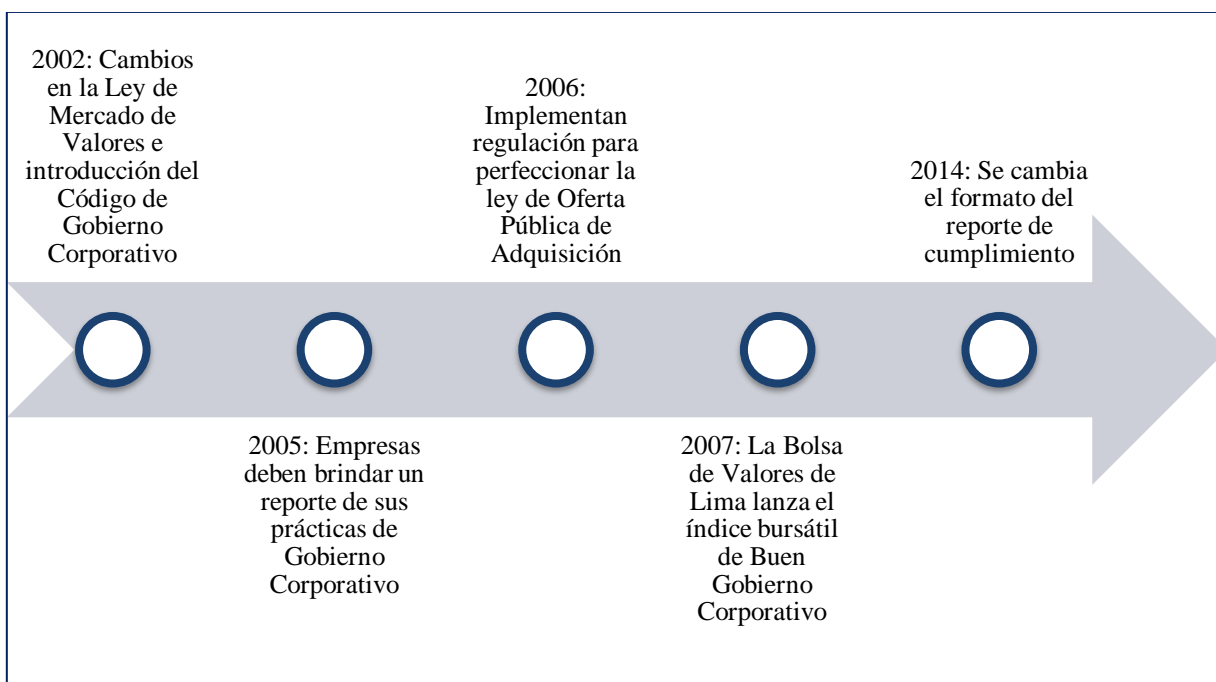 2002: Cambios
en la Ley de
Mercado de
Valores e
introducción del
Código de
Gobierno
Corporativo
2005: Empresas
deben brindar un
reporte de sus
prácticas de
Gobierno
Corporativo
2006:
Implementan
regulación para
perfeccionar la
ley de Oferta
Pública de
Adquisición
2007: La Bolsa
de Valores de
Lima lanza el
índice bursátil
de Buen
Gobierno
Corporativo
2014: Se cambia
el formato del
reporte de
cumplimiento